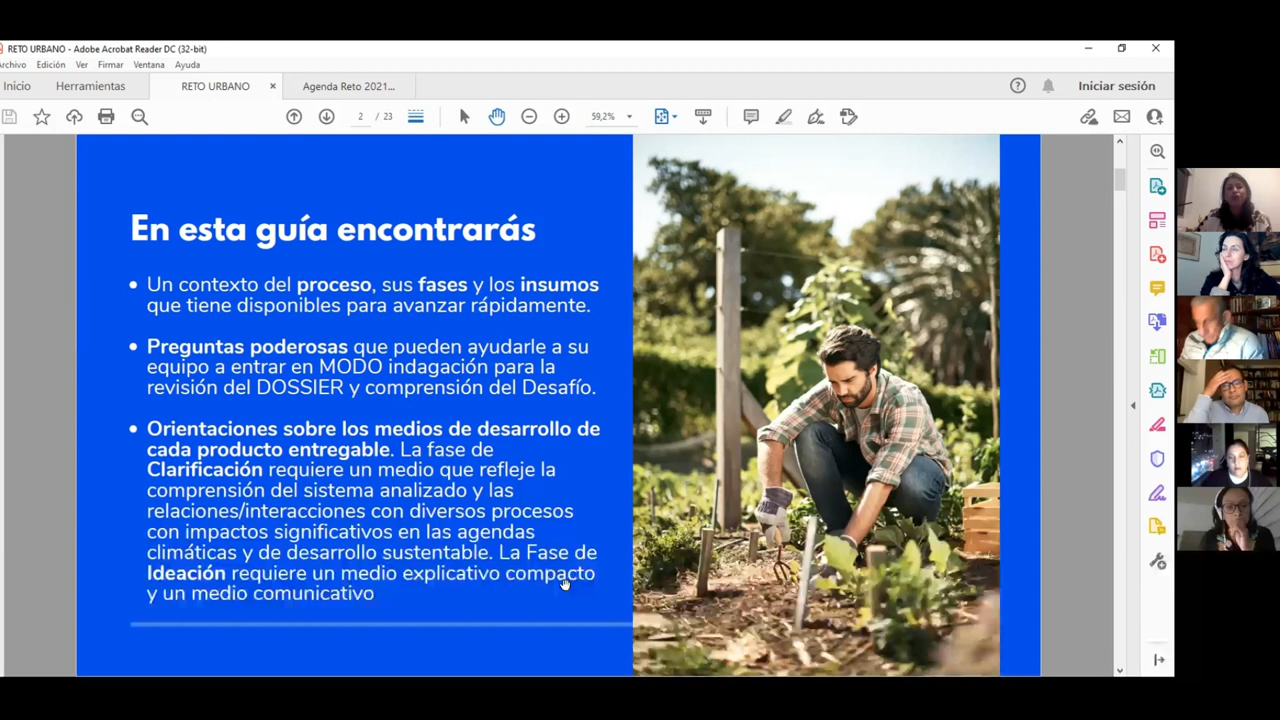 RETO URBANO - Adobe Acrobat Reader DC (32-bit)
Archivo Edición Ver Firmar Ventana Ayuda
Inicio Herramientas RETO URBANO × Agenda Reto 2021... Iniciar sesión
2 / 23 59,2%
En esta guía encontrarás
• Un contexto del proceso, sus fases y los insumos
que tiene disponibles para avanzar rápidamente.
• Preguntas poderosas que pueden ayudarle a su
equipo a entrar en MODO indagación para la
revisión del DOSSIER y comprensión del Desafío.
• Orientaciones sobre los medios de desarrollo de
cada producto entregable. La fase de
Clarificación requiere un medio que refleje la
comprensión del sistema analizado y las
relaciones/interacciones con diversos procesos
con impactos significativos en las agendas
climáticas y de desarrollo sustentable. La Fase de
Ideación requiere un medio explicativo compacto
y un medio comunicativo